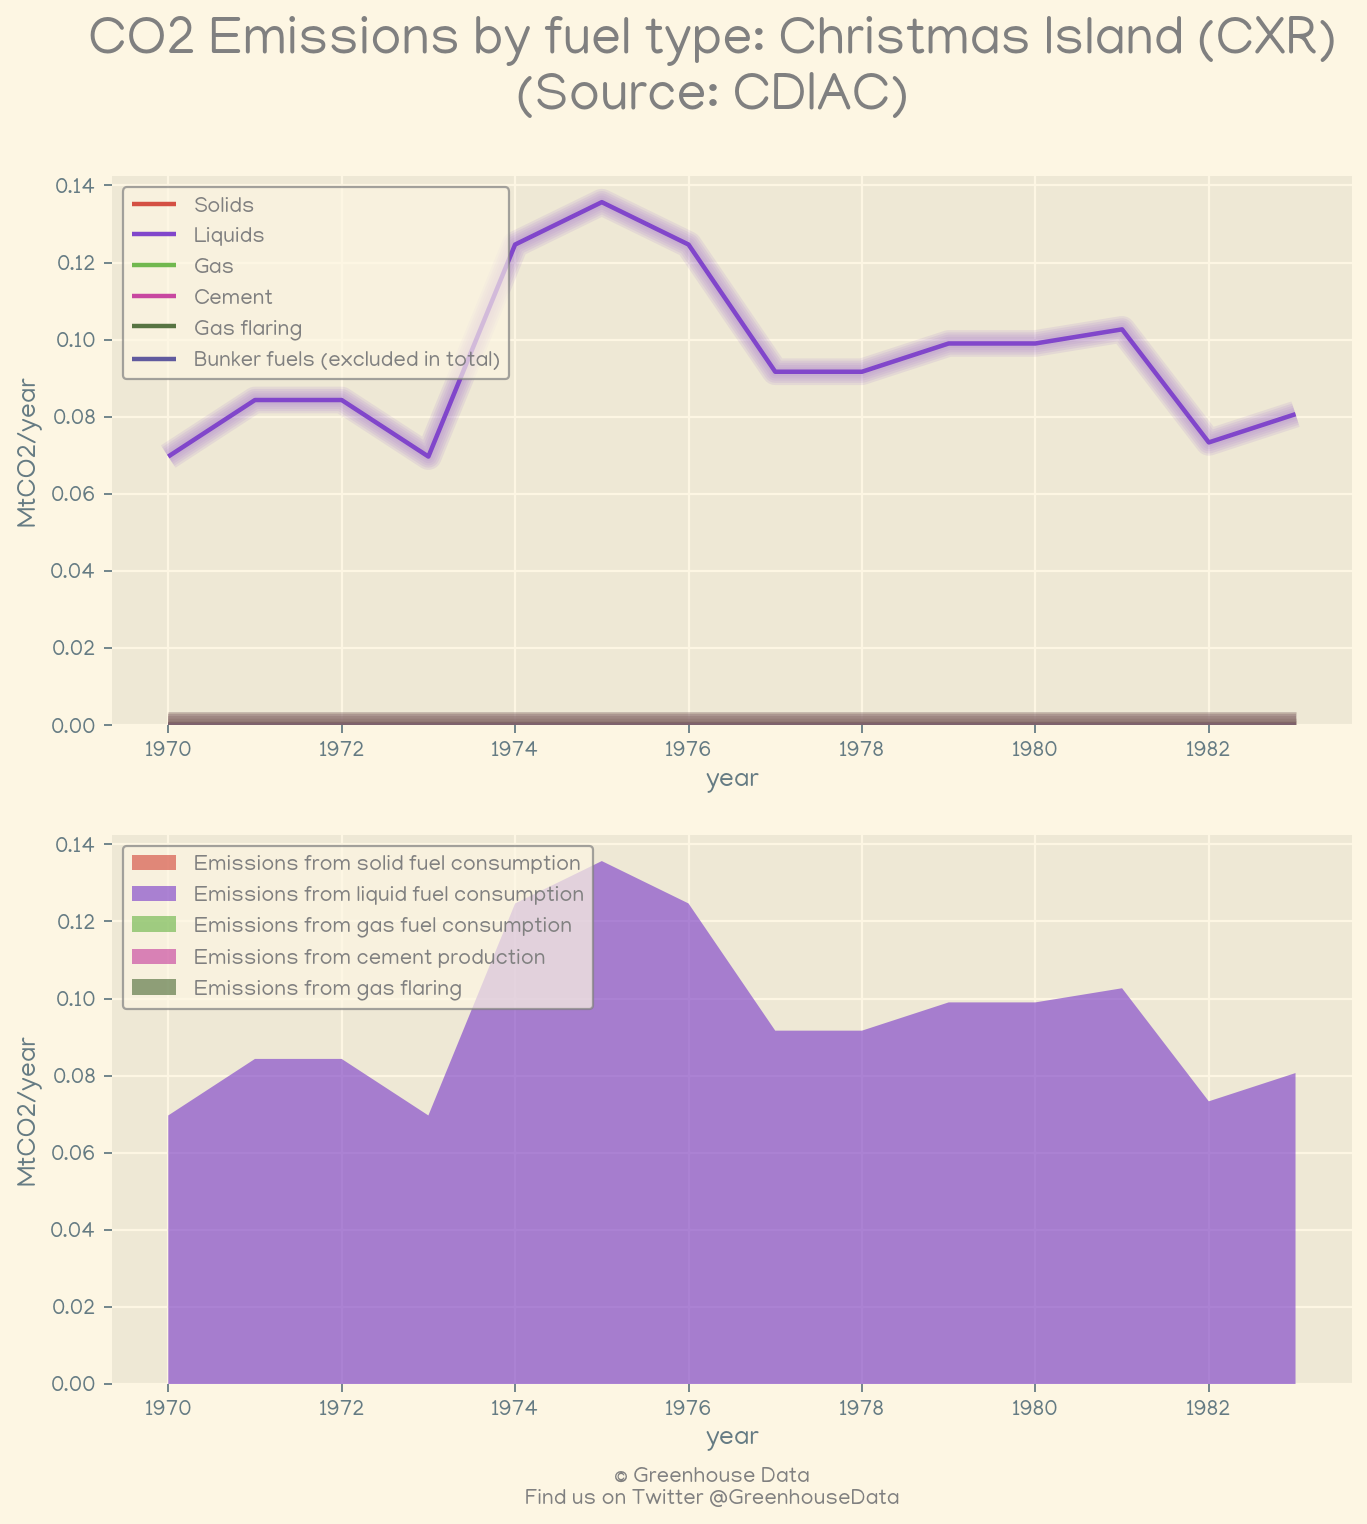 CO2 Emissions by fuel type: Christmas Island (CXR)
(Source: CDIAC)
0.14
0.12
0.10
0.08
0.06
0.04
0.02
0.00
MtCO2/year
Solids
Liquids
Gas
Cement
Gas flaring
Bunker fuels (excluded in total)
1970 1972 1974 1976 1978 1980 1982
year
0.14
0.12
0.10
0.08
0.06
0.04
0.02
0.00
MtCO2/year
Emissions from solid fuel consumption
Emissions from liquid fuel consumption
Emissions from gas fuel consumption
Emissions from cement production
Emissions from gas flaring
1970 1972 1974 1976 1978 1980 1982
year
© Greenhouse Data
Find us on Twitter @GreenhouseData